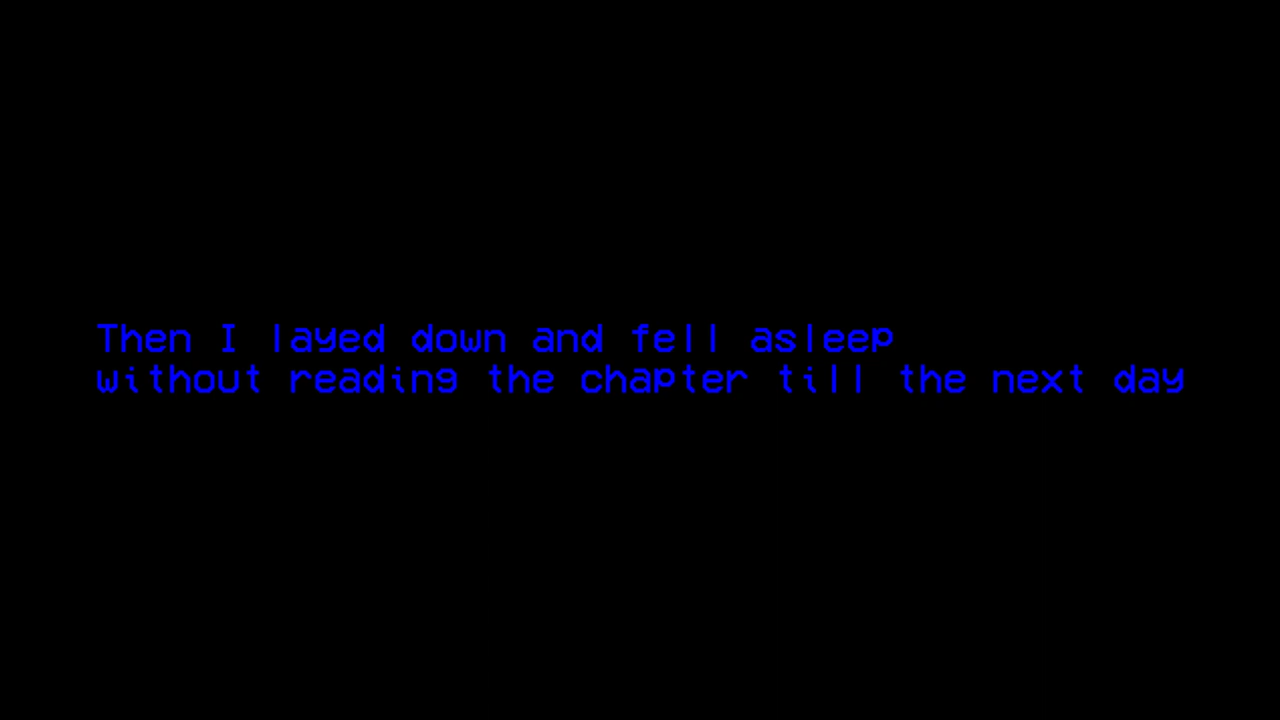 Then I layed down and fell asleep
without reading the chapter till the next day